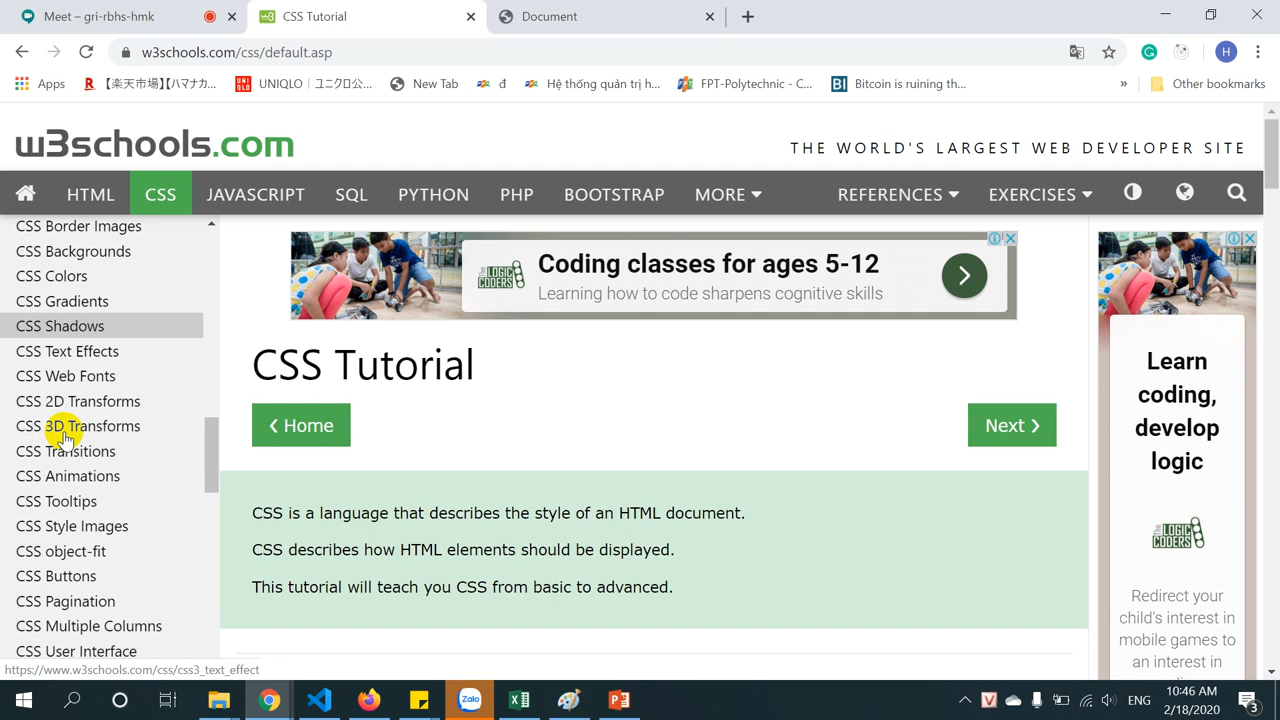 Meet – gri-rbhs-hmk
CSS Tutorial
Document
w3schools.com/css/default.asp
H
Apps
【楽天市場】【ハマナカ...
UNIQLO｜ユニクロ公...
New Tab
đ
Hệ thống quản trị h...
FPT-Polytechnic - C...
BI
Bitcoin is ruining th...
»
Other bookmarks
w3schools.com
THE WORLD'S LARGEST WEB DEVELOPER SITE
HTML
CSS
JAVASCRIPT
SQL
PYTHON
PHP
BOOTSTRAP
MORE
REFERENCES
EXERCISES
CSS Border Images
CSS Backgrounds
CSS Colors
CSS Gradients
CSS Shadows
CSS Text Effects
CSS Web Fonts
CSS 2D Transforms
CSS 3D Transforms
CSS Transitions
CSS Animations
CSS Tooltips
CSS Style Images
CSS object-fit
CSS Buttons
CSS Pagination
CSS Multiple Columns
CSS User Interface
https://www.w3schools.com/css/css3_text_effect
Coding classes for ages 5-12
Learning how to code sharpens cognitive skills
CSS Tutorial
❮ Home
Next ❯
CSS is a language that describes the style of an HTML document.
CSS describes how HTML elements should be displayed.
This tutorial will teach you CSS from basic to advanced.
Learn
coding,
develop
logic
Redirect your
child's interest in
mobile games to
an interest in
Zalo
ENG
10:46 AM
2/18/2020
3